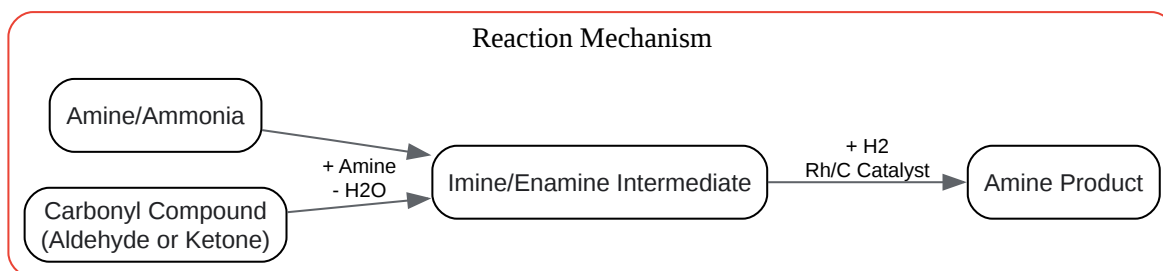 Reaction Mechanism
Amine/Ammonia
Carbonyl Compound
(Aldehyde or Ketone)
+ Amine
- H2O
Imine/Enamine Intermediate
+ H2
Rh/C Catalyst
Amine Product